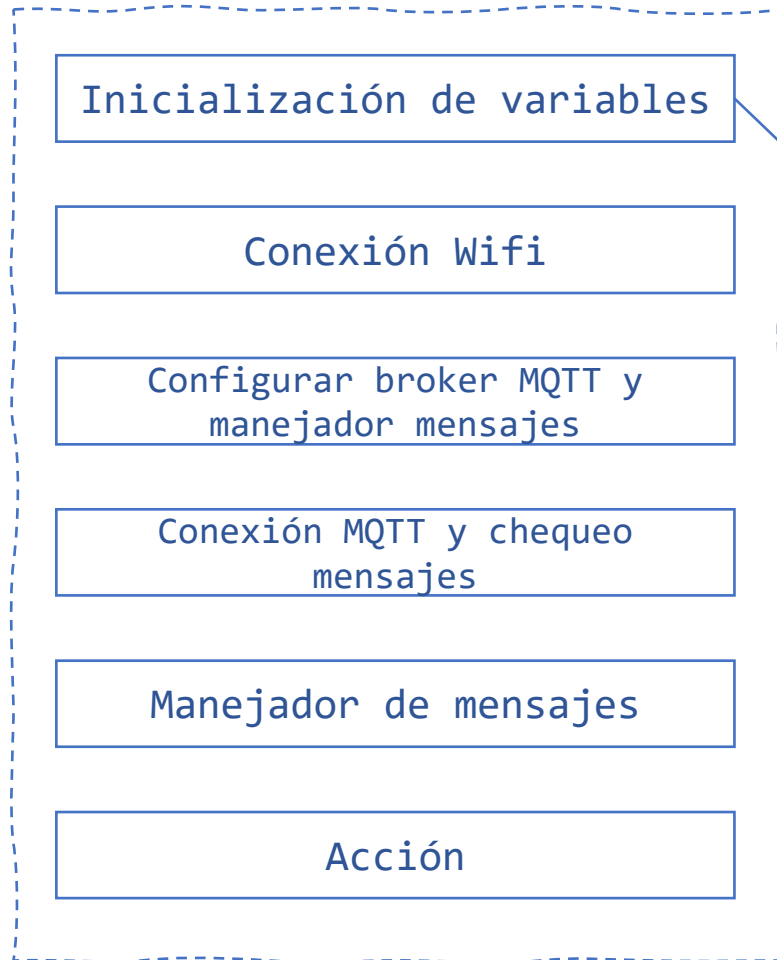 Inicialización de variables
Conexión Wifi
Configurar broker MQTT y
manejador mensajes
Conexión MQTT y chequeo
mensajes
Manejador de mensajes
Acción